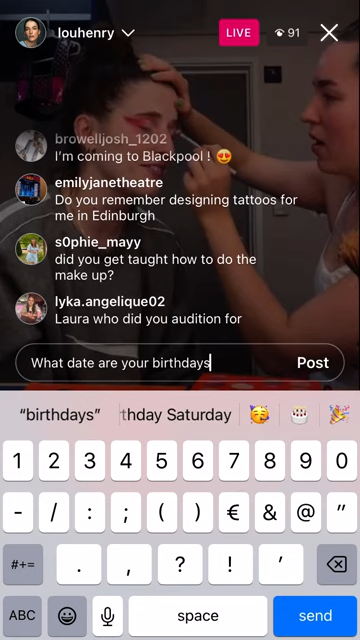 louhenry
LIVE
91
browelljosh_1202
I'm coming to Blackpool ! 😍
emilyjanetheatre
Do you remember designing tattoos for
me in Edinburgh
s0phie_mayy
did you get taught how to do the
make up?
lyka.angelique02
Laura who did you audition for
What date are your birthdays
Post
“birthdays”
thday Saturday
🥳
🎂
🎉
1 2 3 4 5 6 7 8 9 0
- / : ; ( ) € & @ ”
#+= . , ? ! ’
ABC space send